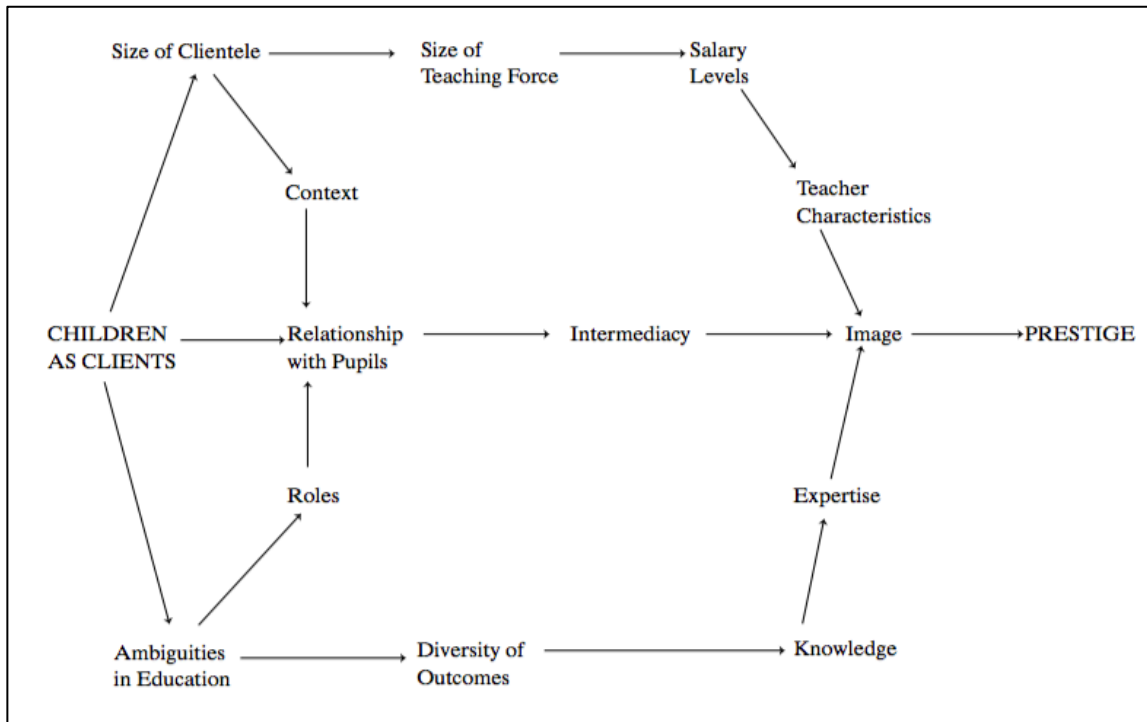 Size of Clientele
Size of
Teaching Force
Salary
Levels
Context
Teacher
Characteristics
CHILDREN
AS CLIENTS
Relationship
with Pupils
Intermediacy
Image
PRESTIGE
Roles
Expertise
Ambiguities
in Education
Diversity of
Outcomes
Knowledge